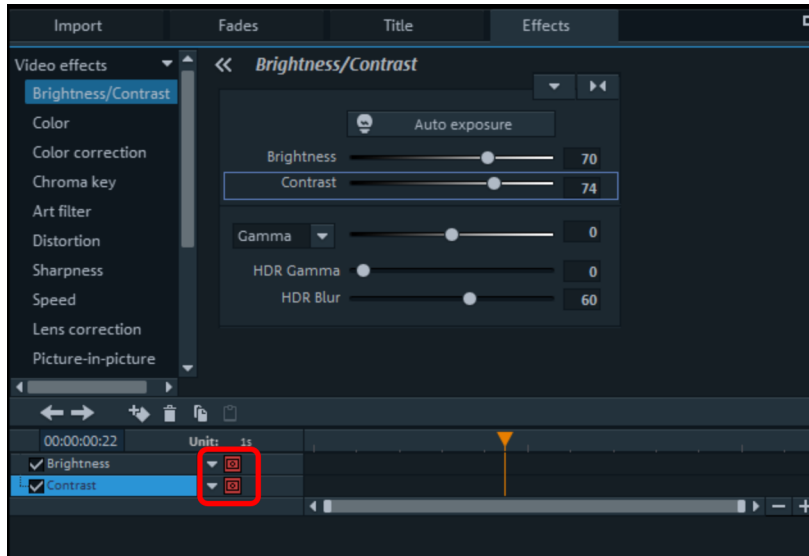 Import Fades Title Effects
Video effects
Brightness/Contrast
Color
Color correction
Chroma key
Art filter
Distortion
Sharpness
Speed
Lens correction
Picture-in-picture
Brightness/Contrast
Auto exposure
Brightness 70
Contrast 74
Gamma 0
HDR Gamma 0
HDR Blur 60
00:00:00:22 Unit: 1s
Brightness
Contrast